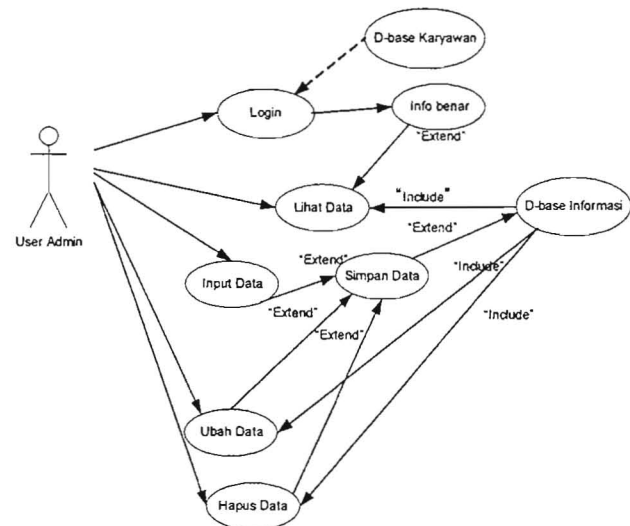 D-base Karyawan
Login
Info benar
"Extend"
Lihat Data
"Include"
D-base Informasi
User Admin
"Extend"
"Extend"
Input Data
Simpan Data
"Include"
"Extend"
"Extend"
"Include"
Ubah Data
Hapus Data